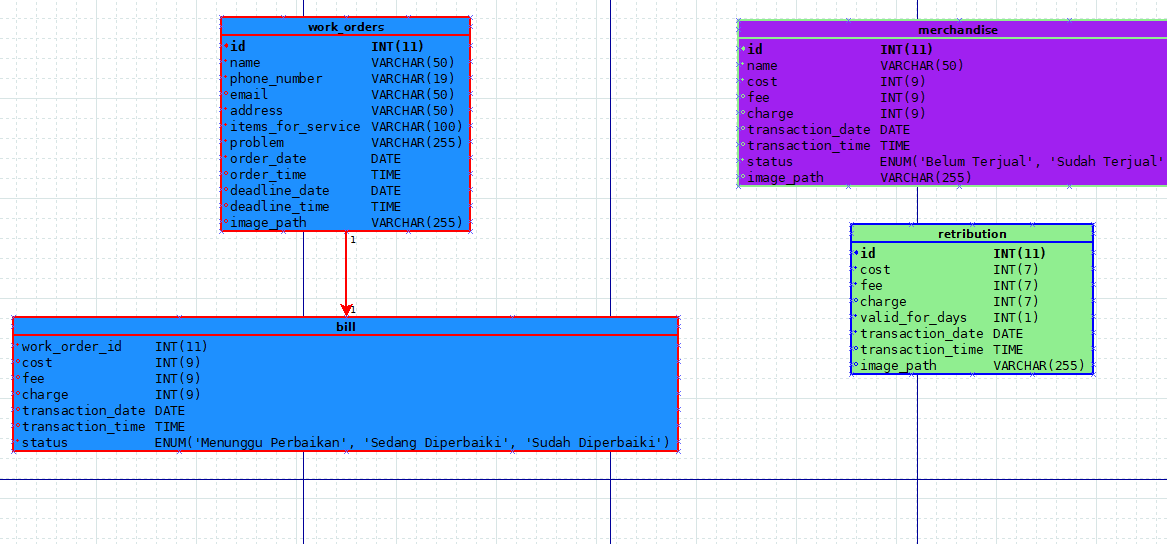 work_orders
id INT(11)
name VARCHAR(50)
phone_number VARCHAR(19)
email VARCHAR(50)
address VARCHAR(50)
items_for_service VARCHAR(100)
problem VARCHAR(255)
order_date DATE
order_time TIME
deadline_date DATE
deadline_time TIME
image_path VARCHAR(255)
1
1
bill
work_order_id INT(11)
cost INT(9)
fee INT(9)
charge INT(9)
transaction_date DATE
transaction_time TIME
status ENUM('Menunggu Perbaikan', 'Sedang Diperbaiki', 'Sudah Diperbaiki')
merchandise
id INT(11)
name VARCHAR(50)
cost INT(9)
fee INT(9)
charge INT(9)
transaction_date DATE
transaction_time TIME
status ENUM('Belum Terjual', 'Sudah Terjual'
image_path VARCHAR(255)
retribution
id INT(11)
cost INT(7)
fee INT(7)
charge INT(7)
valid_for_days INT(1)
transaction_date DATE
transaction_time TIME
image_path VARCHAR(255)